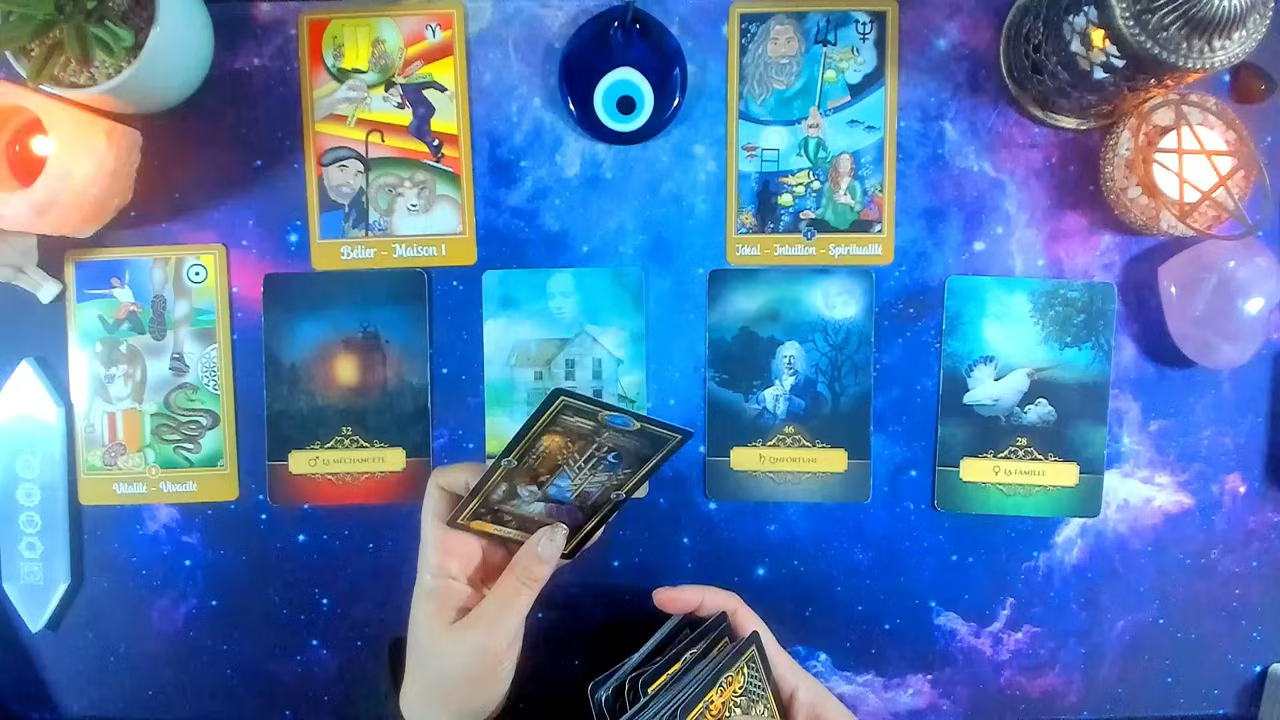 Bélier - Maison 1
Idéal - Intuition - Spiritualité
Vitalité - Vivacité
32
♂ LA MÉCHANCETÉ
46
♄ L'INFORTUNE
28
♀ LA FAMILLE